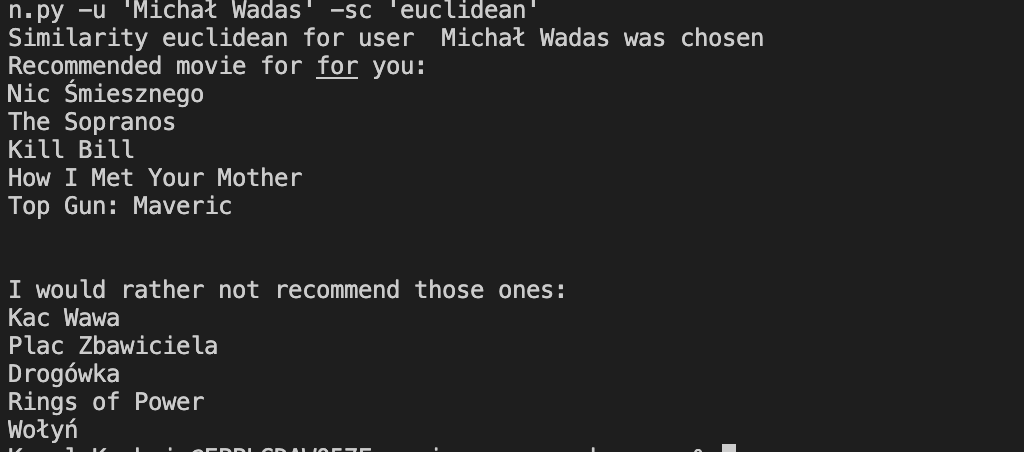 n.py -u 'Michał Wadas' -sc 'euclidean'
Similarity euclidean for user  Michał Wadas was chosen
Recommended movie for for you:
Nic Śmiesznego
The Sopranos
Kill Bill
How I Met Your Mother
Top Gun: Maveric
I would rather not recommend those ones:
Kac Wawa
Plac Zbawiciela
Drogówka
Rings of Power
Wołyń